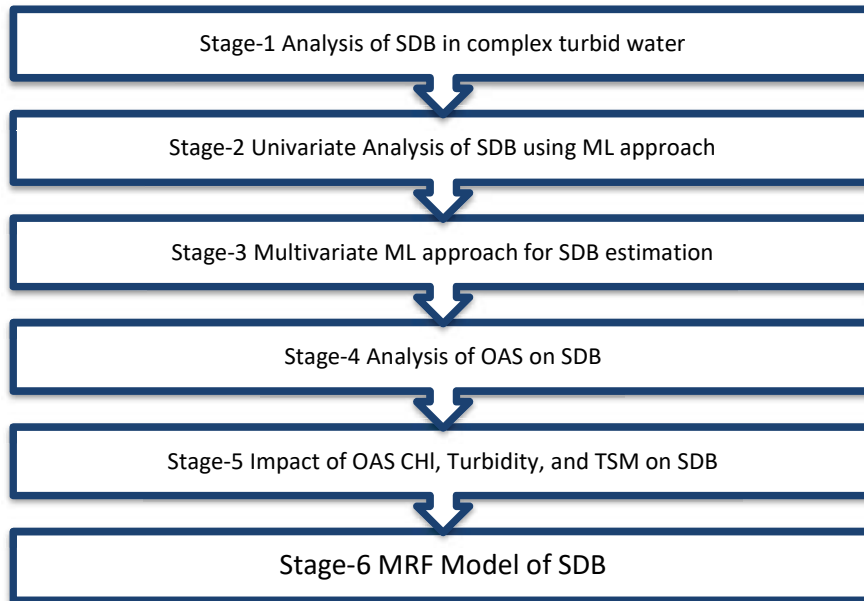 Stage-1 Analysis of SDB in complex turbid water
Stage-2 Univariate Analysis of SDB using ML approach
Stage-3 Multivariate ML approach for SDB estimation
Stage-4 Analysis of OAS on SDB
Stage-5 Impact of OAS CHl, Turbidity, and TSM on SDB
Stage-6 MRF Model of SDB